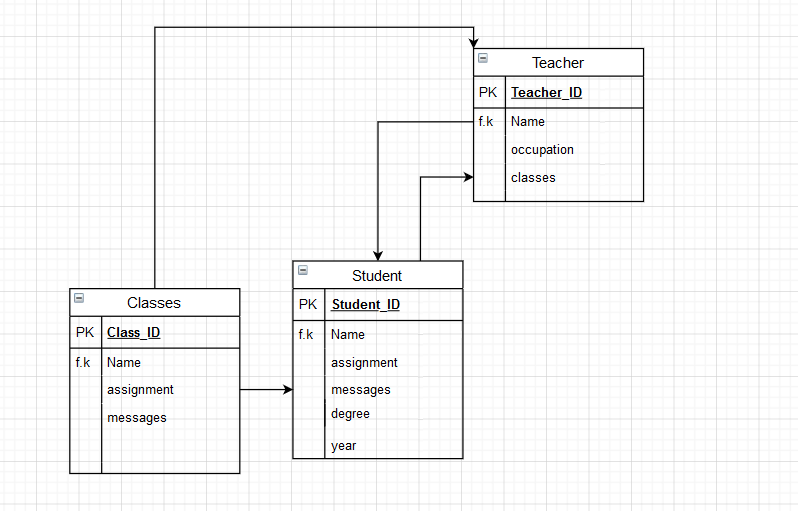 Teacher
PK Teacher_ID
f.k Name
occupation
classes
Student
PK Student_ID
f.k Name
assignment
messages
degree
year
Classes
PK Class_ID
f.k Name
assignment
messages